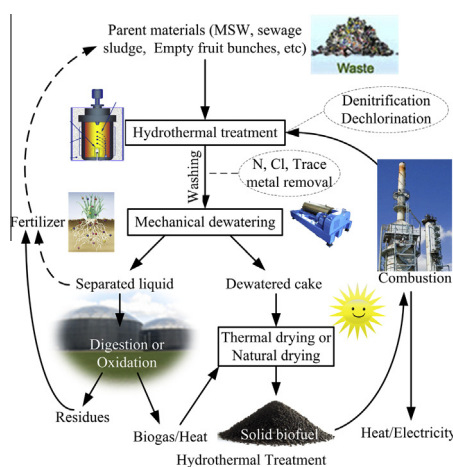 Parent materials (MSW, sewage
sludge, Empty fruit bunches, etc)
Waste
Denitrification
Dechlorination
Hydrothermal treatment
Washing
N, Cl, Trace
metal removal
Fertilizer
Mechanical dewatering
Combustion
Separated liquid
Dewatered cake
Digestion or
Oxidation
Thermal drying or
Natural drying
Residues
Biogas/Heat
Solid biofuel
Heat/Electricity
Hydrothermal Treatment